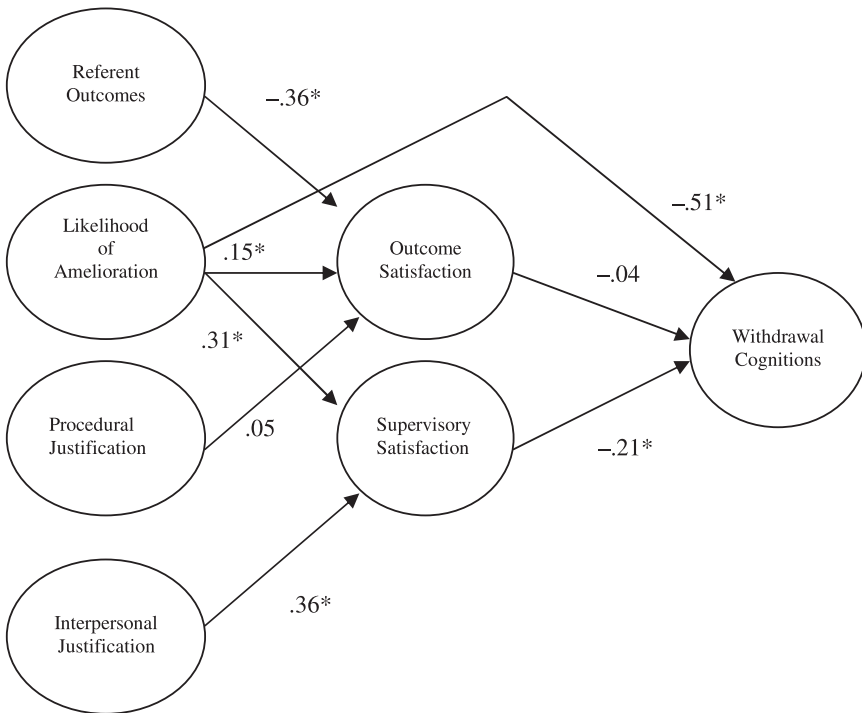 Referent
Outcomes
–.36*
Likelihood
of
Amelioration
.15*
Outcome
Satisfaction
–.51*
–.04
.31*
Withdrawal
Cognitions
Procedural
Justification
.05
Supervisory
Satisfaction
–.21*
Interpersonal
Justification
.36*